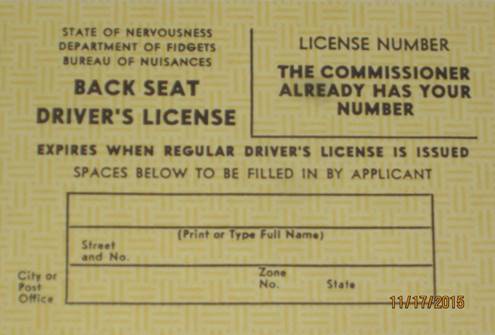 STATE OF NERVOUSNESS
DEPARTMENT OF FIDGETS
BUREAU OF NUISANCES
BACK SEAT
DRIVER'S LICENSE
LICENSE NUMBER
THE COMMISSIONER
ALREADY HAS YOUR
NUMBER
EXPIRES WHEN REGULAR DRIVER'S LICENSE IS ISSUED
SPACES BELOW TO BE FILLED IN BY APPLICANT
(Print or Type Full Name)
Street
and No.
City or
Post
Office
Zone
No.
State
11/17/2015